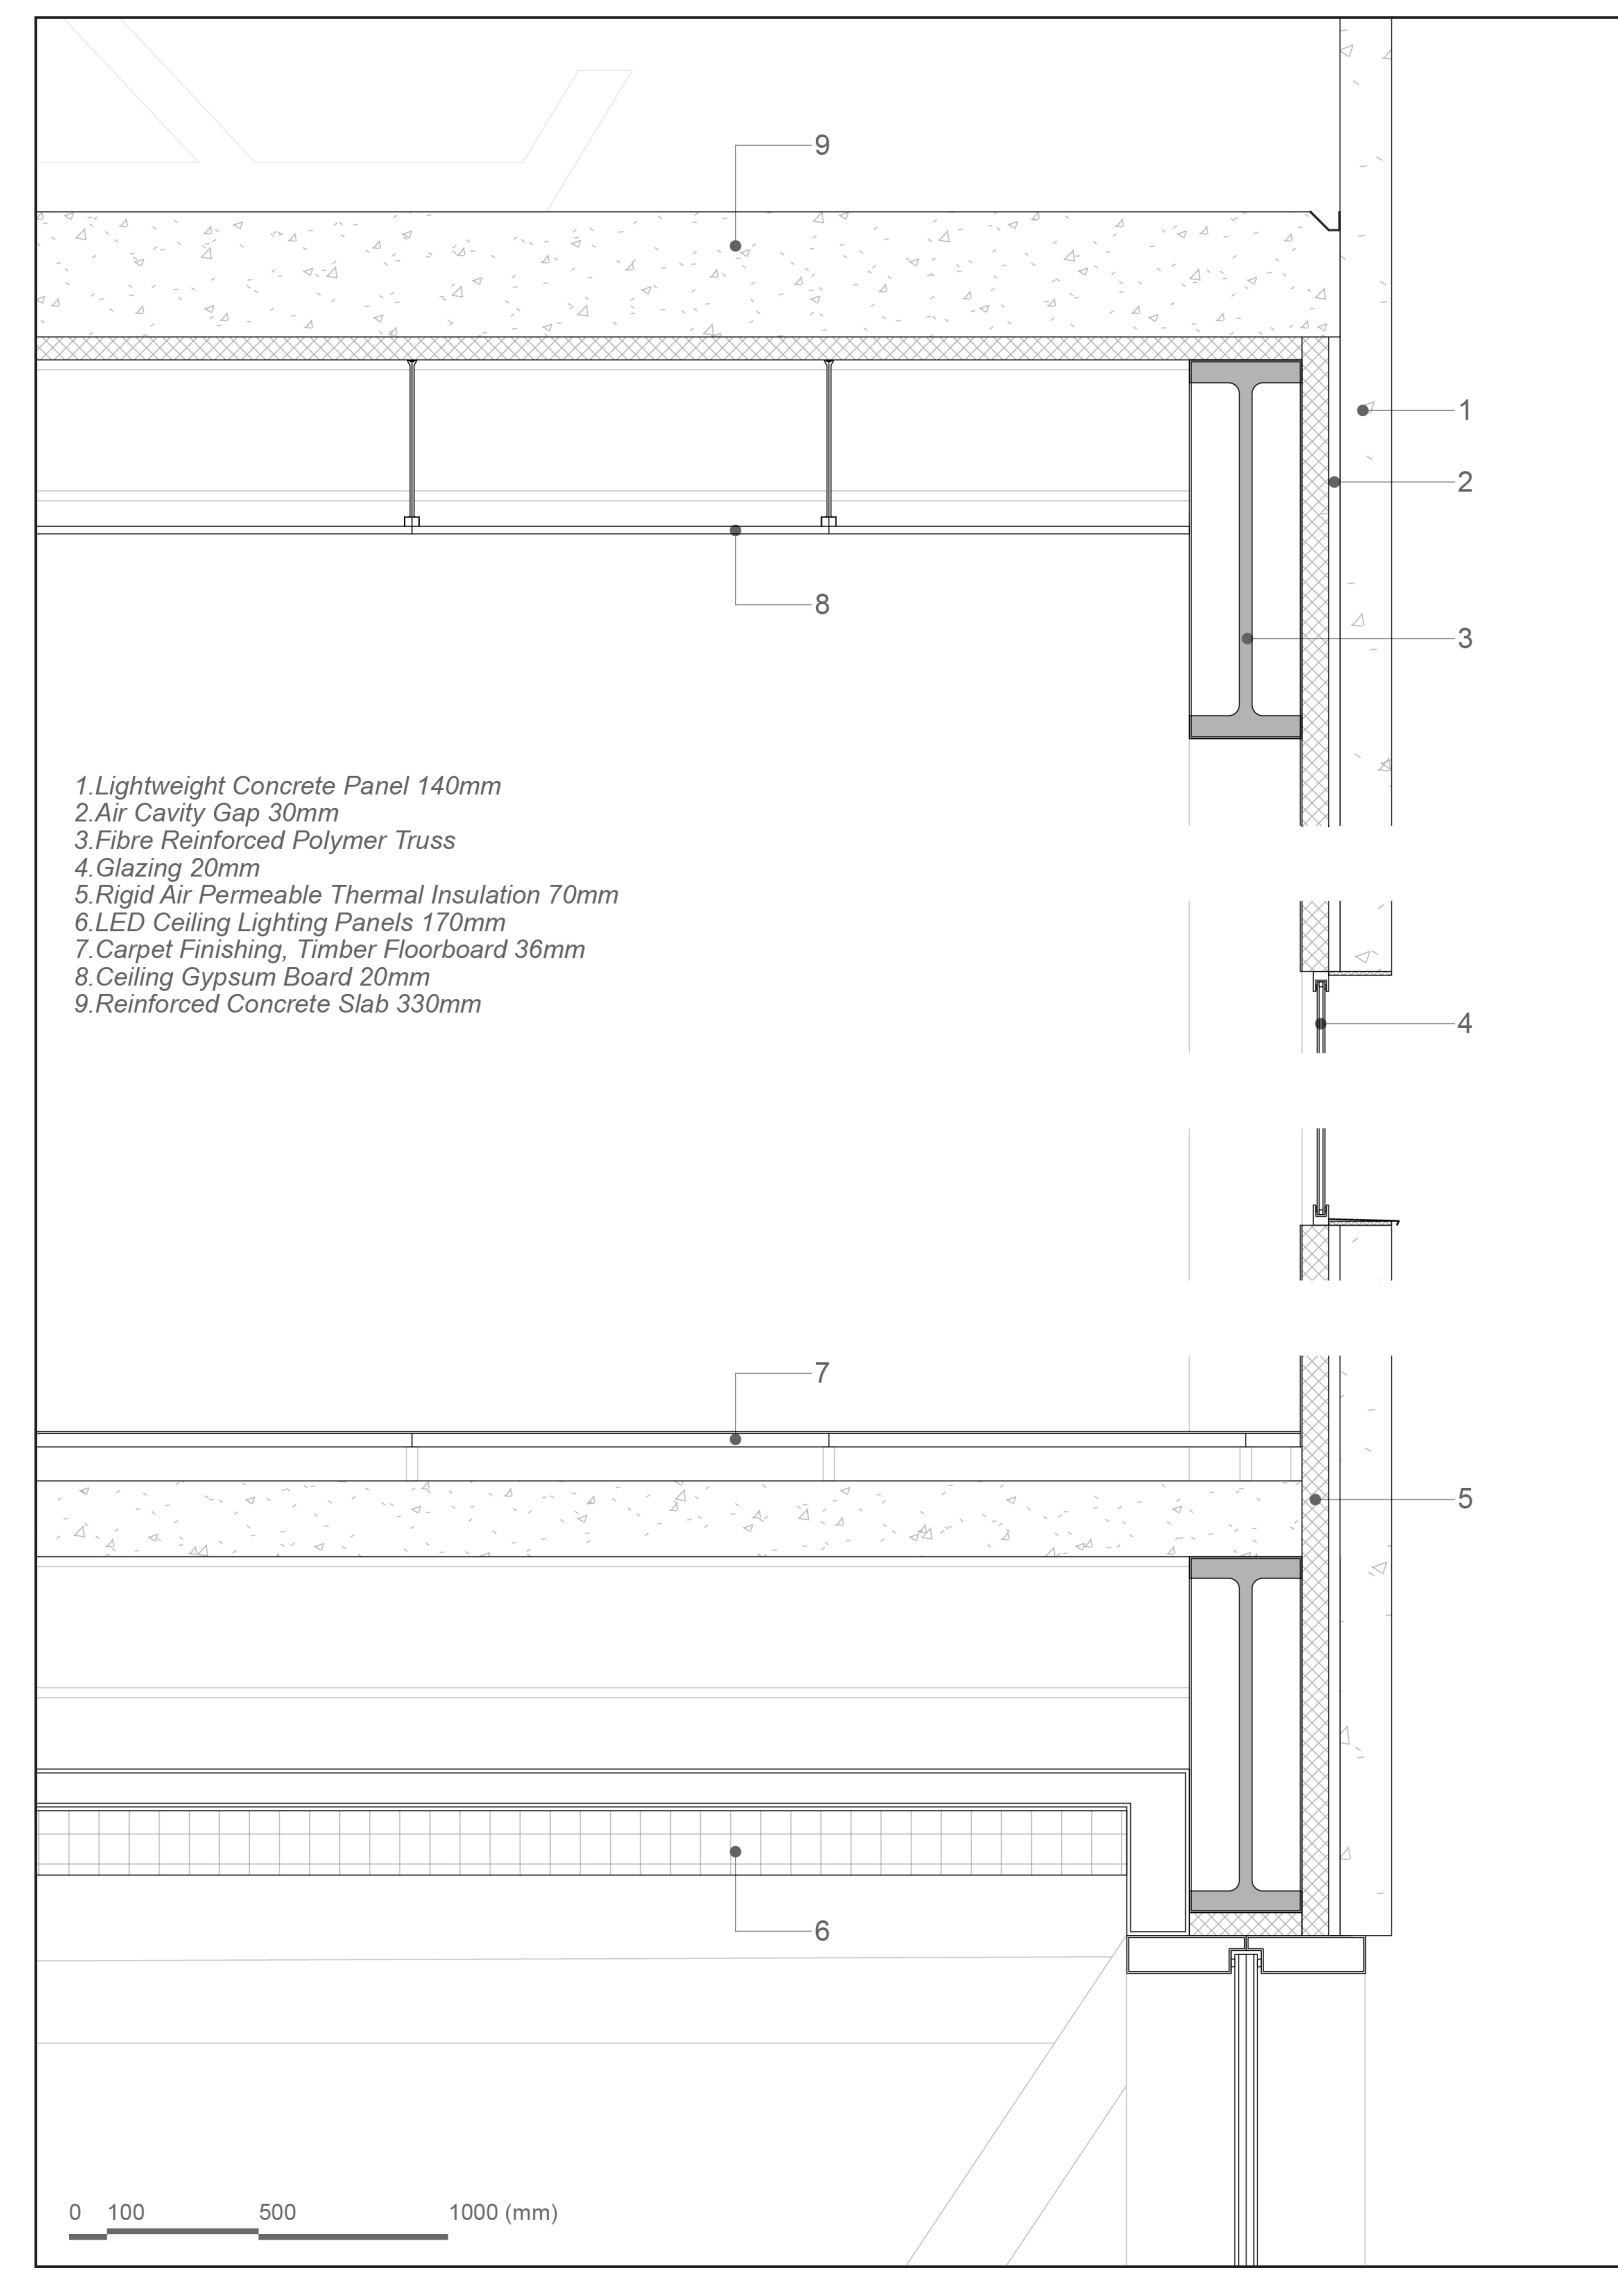 9
1
2
8
3
1.Lightweight Concrete Panel 140mm
2.Air Cavity Gap 30mm
3.Fibre Reinforced Polymer Truss
4.Glazing 20mm
5.Rigid Air Permeable Thermal Insulation 70mm
6.LED Ceiling Lighting Panels 170mm
7.Carpet Finishing, Timber Floorboard 36mm
8.Ceiling Gypsum Board 20mm
9.Reinforced Concrete Slab 330mm
4
7
5
6
0 100 500 1000 (mm)